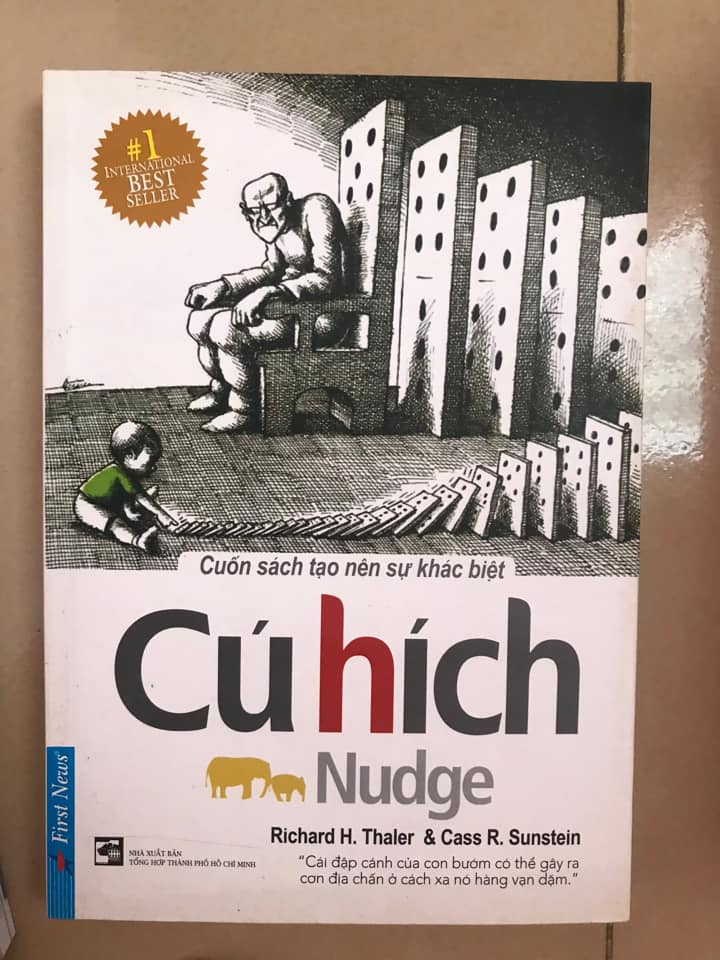 #1
INTERNATIONAL
BEST
SELLER
Cuốn sách tạo nên sự khác biệt
Cú hích
Nudge
Richard H. Thaler & Cass R. Sunstein
First News
NHÀ XUẤT BẢN
TỔNG HỢP THÀNH PHỐ HỒ CHÍ MINH
“Cái đập cánh của con bướm có thể gây ra
cơn địa chấn ở cách xa nó hàng vạn dặm.”